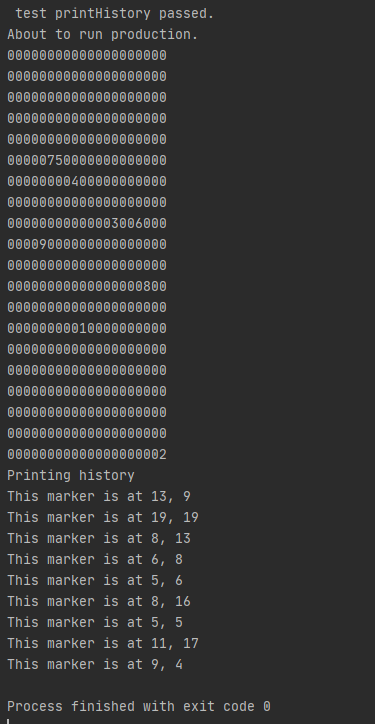 test printHistory passed.
About to run production.
00000000000000000000
00000000000000000000
00000000000000000000
00000000000000000000
00000000000000000000
00000750000000000000
00000000400000000000
00000000000000000000
00000000000003006000
00009000000000000000
00000000000000000000
00000000000000000800
00000000000000000000
00000000010000000000
00000000000000000000
00000000000000000000
00000000000000000000
00000000000000000000
00000000000000000000
00000000000000000002
Printing history
This marker is at 13, 9
This marker is at 19, 19
This marker is at 8, 13
This marker is at 6, 8
This marker is at 5, 6
This marker is at 8, 16
This marker is at 5, 5
This marker is at 11, 17
This marker is at 9, 4
Process finished with exit code 0